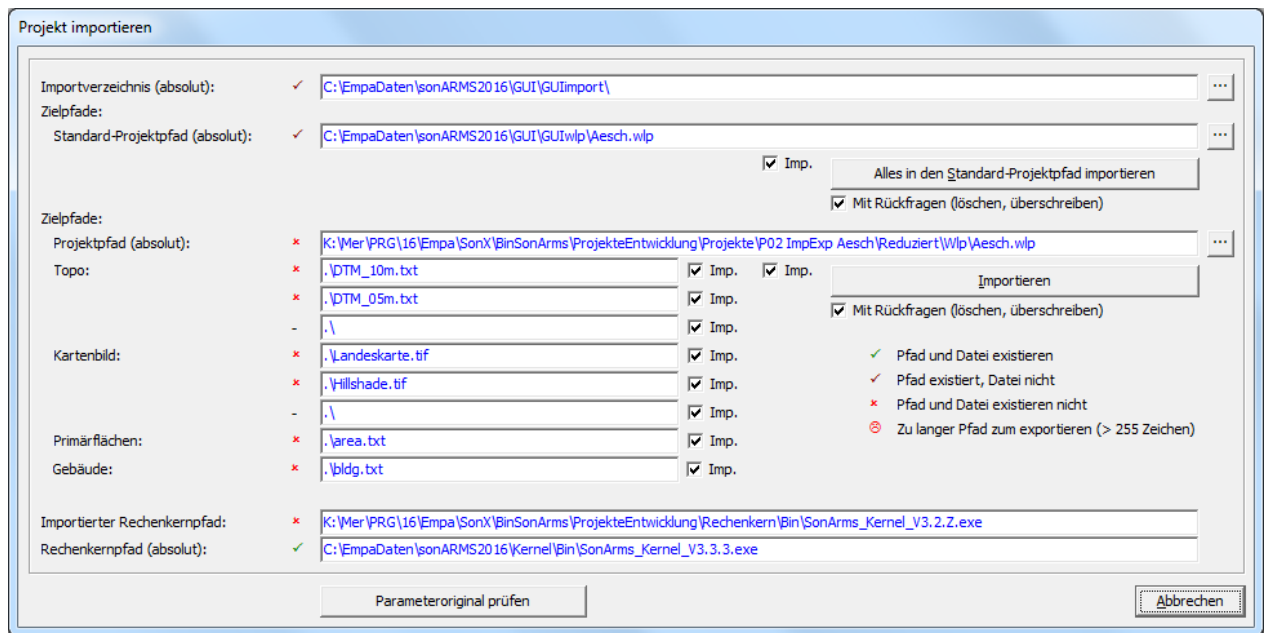 Projekt importieren
Importverzeichnis (absolut): ✓ C:\EmpaDaten\sonARMS2016\GUI\GUIimport\ ...
Zielpfade:
Standard-Projektpfad (absolut): ✓ C:\EmpaDaten\sonARMS2016\GUI\GUIwlp\Aesch.wlp ...
Imp. Alles in den Standard-Projektpfad importieren
Mit Rückfragen (löschen, überschreiben)
Zielpfade:
Projektpfad (absolut): × K:\Mer\PRG\16\Empa\SonX\BinSonArms\ProjekteEntwicklung\Projekte\P02 ImpExp Aesch\Reduziert\Wlp\Aesch.wlp ...
Topo: × .\DTM_10m.txt Imp. Imp. Importieren
× .\DTM_05m.txt Imp.
Mit Rückfragen (löschen, überschreiben)
- .\ Imp.
Kartenbild: × .\Landeskarte.tif Imp. ✓ Pfad und Datei existieren
× .\Hillshade.tif Imp. ✓ Pfad existiert, Datei nicht
- .\ Imp. × Pfad und Datei existieren nicht
Primärflächen: × .\area.txt Imp. ☹ Zu langer Pfad zum exportieren (> 255 Zeichen)
Gebäude: × .\bldg.txt Imp.
Importierter Rechenkernpfad: × K:\Mer\PRG\16\Empa\SonX\BinSonArms\ProjekteEntwicklung\Rechenkern\Bin\SonArms_Kernel_V3.2.Z.exe
Rechenkernpfad (absolut): ✓ C:\EmpaDaten\sonARMS2016\Kernel\Bin\SonArms_Kernel_V3.3.3.exe
Parameteroriginal prüfen Abbrechen